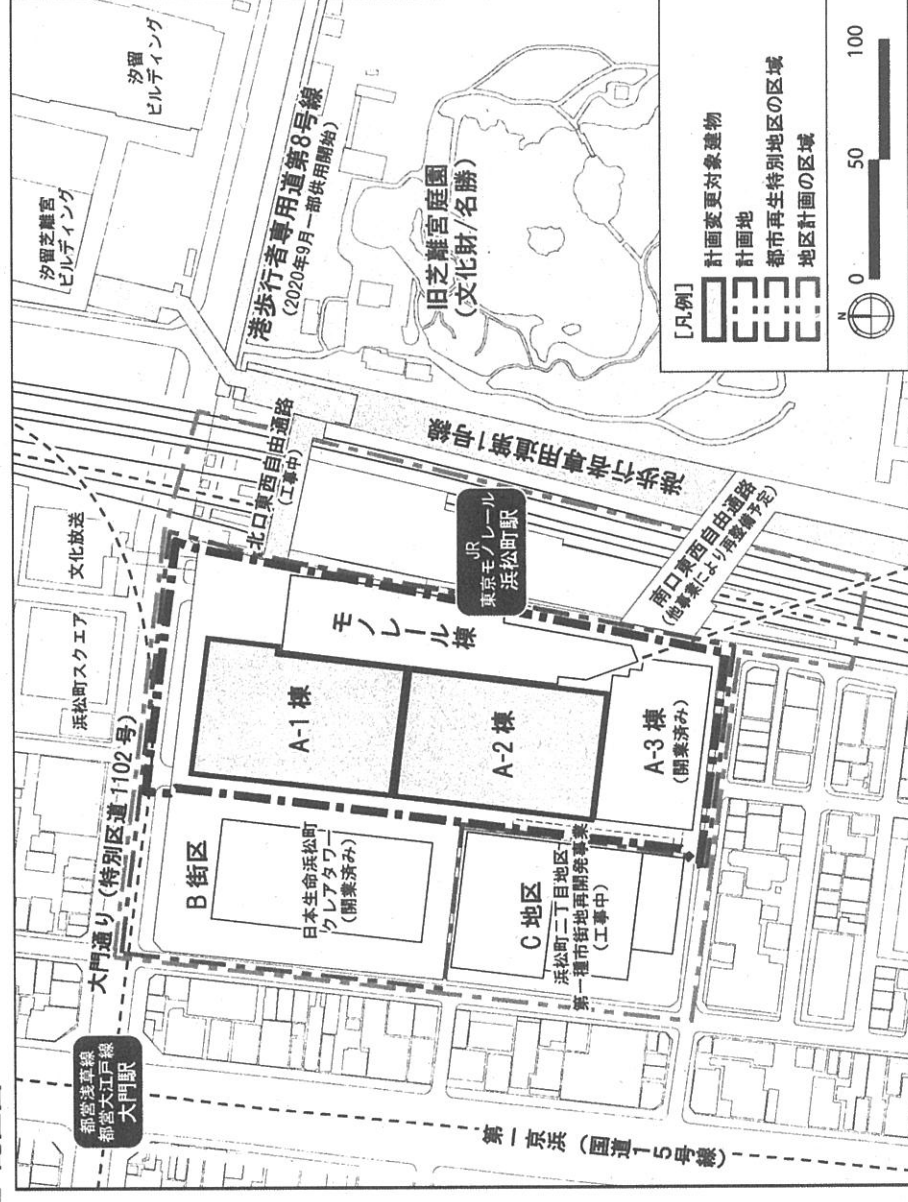 汐留
ビルディング
汐留芝離宮
ビルディング
港歩行者専用道第8号線
(2020年9月一部供用開始)
旧芝離宮庭園
(文化財/名勝)
文化放送
浜松町スクエア
大門通り(特別区道1102号)
都営浅草線
都営大江戸線
大門駅
北口東西自由通路
(工事中)
港歩行者専用道第1号線
JR
東京モノレール
浜松町駅
南口東西自由通路
(他事業により再整備予定)
モノレール棟
A-1棟
A-2棟
A-3棟
(開業済み)
B街区
日本生命浜松町
クレアタワー
(開業済み)
C地区
浜松町二丁目地区
第一種市街地再開発事業
(工事中)
第一京浜(国道15号線)
[凡例]
計画変更対象建物
計画地
都市再生特別地区の区域
地区計画の区域
N
0 50 100